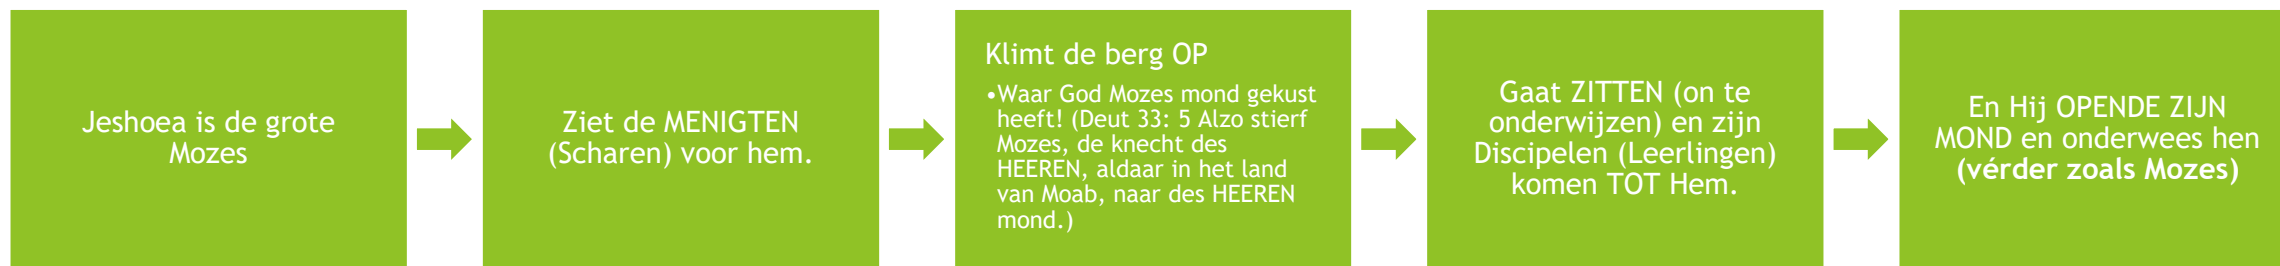 Jeshoea is de grote
Mozes
Ziet de MENIGTEN
(Scharen) voor hem.
Klimt de berg OP
•Waar God Mozes mond gekust
heeft! (Deut 33: 5 Alzo stierf
Mozes, de knecht des
HEEREN, aldaar in het land
van Moab, naar des HEEREN
mond.)
Gaat ZITTEN (on te
onderwijzen) en zijn
Discipelen (Leerlingen)
komen TOT Hem.
En Hij OPENDE ZIJN
MOND en onderwees hen
(vérder zoals Mozes)